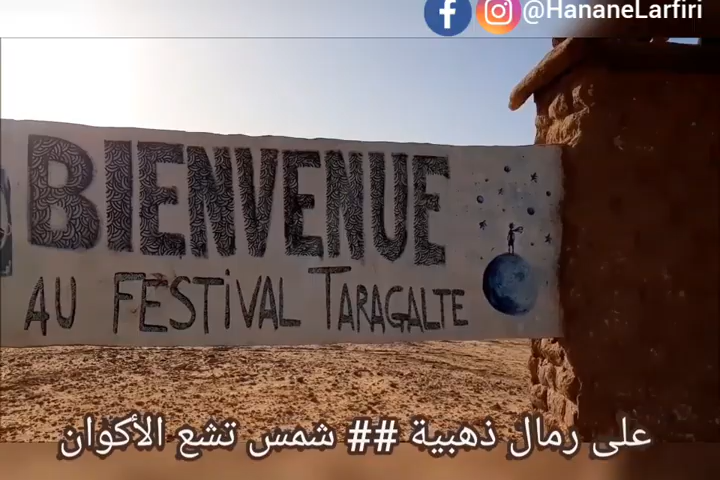 @HananeLarfiri
BIENVENUE
AU FESTIVAL TARAGALTE
على رمال ذهبية ## شمس تشع الأكوان